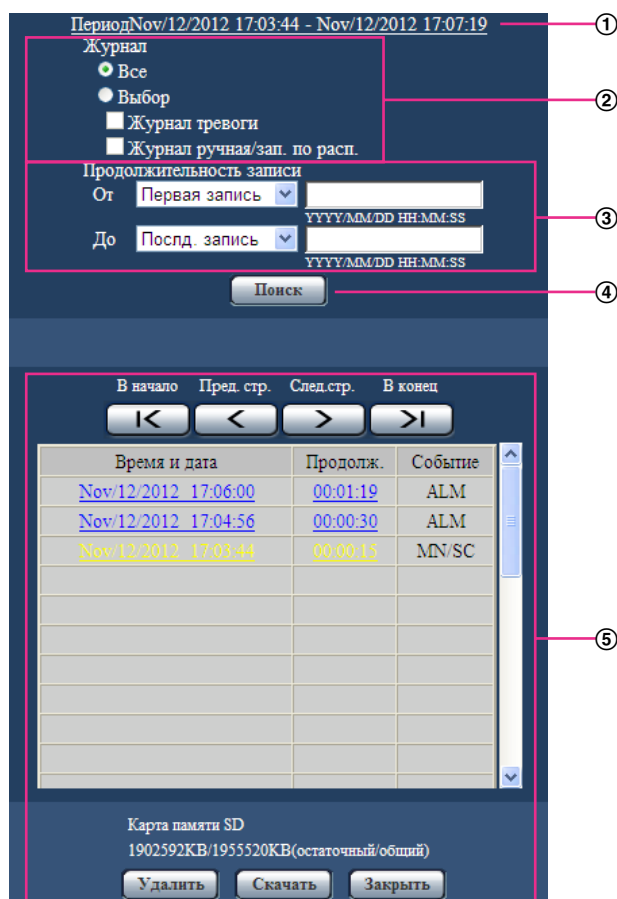 ПериодNov/12/2012 17:03:44 - Nov/12/2012 17:07:19 ①
Журнал
Все
Выбор ②
Журнал тревоги
Журнал ручная/зап. по расп.
Продолжительность записи
От Первая запись
YYYY/MM/DD HH:MM:SS ③
До Послд. запись
YYYY/MM/DD HH:MM:SS
Поиск ④
В начало Пред. стр. След.стр. В конец
Время и дата Продолж. Событие
Nov/12/2012 17:06:00 00:01:19 ALM
Nov/12/2012 17:04:56 00:00:30 ALM
Nov/12/2012 17:03:44 00:00:15 MN/SC
⑤
Карта памяти SD
1902592KB/1955520KB(остаточный/общий)
Удалить Скачать Закрыть